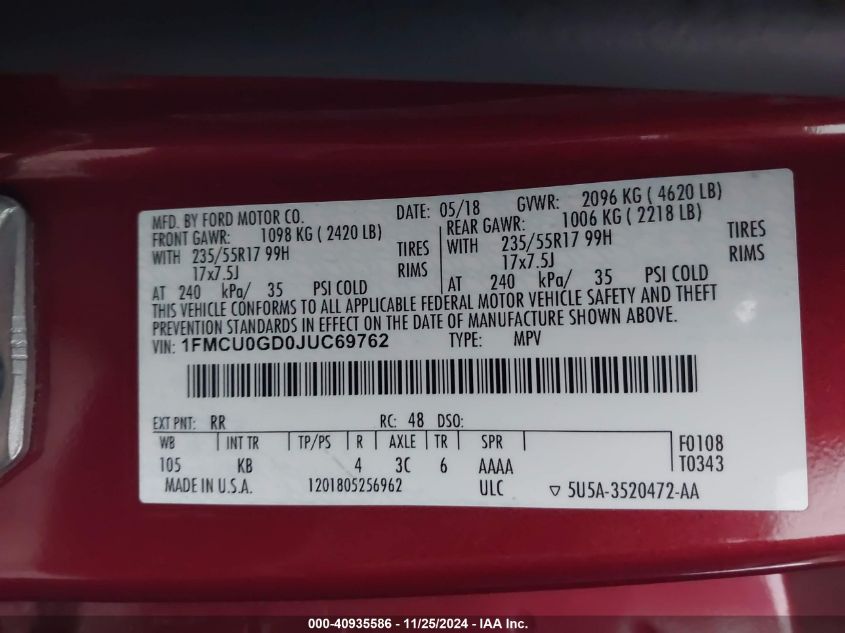 MFD. BY FORD MOTOR CO. DATE: 05/18 GVWR: 2096 KG ( 4620 LB)
FRONT GAWR: 1098 KG ( 2420 LB) REAR GAWR: 1006 KG ( 2218 LB)
WITH 235/55R17 99H TIRES WITH 235/55R17 99H TIRES
17x7.5J RIMS 17x7.5J RIMS
AT 240 kPa/ 35 PSI COLD AT 240 kPa/ 35 PSI COLD
THIS VEHICLE CONFORMS TO ALL APPLICABLE FEDERAL MOTOR VEHICLE SAFETY AND THEFT
PREVENTION STANDARDS IN EFFECT ON THE DATE OF MANUFACTURE SHOWN ABOVE.
VIN: 1FMCU0GD0JUC69762 TYPE: MPV
EXT PNT: RR RC: 48 DSO:
WB INT TR TP/PS R AXLE TR SPR F0108
105 KB 4 3C 6 AAAA T0343
MADE IN U.S.A. 1201805256962 ULC ▽ 5U5A-3520472-AA
000-40935586 - 11/25/2024 - Copyright © IAA, Inc.